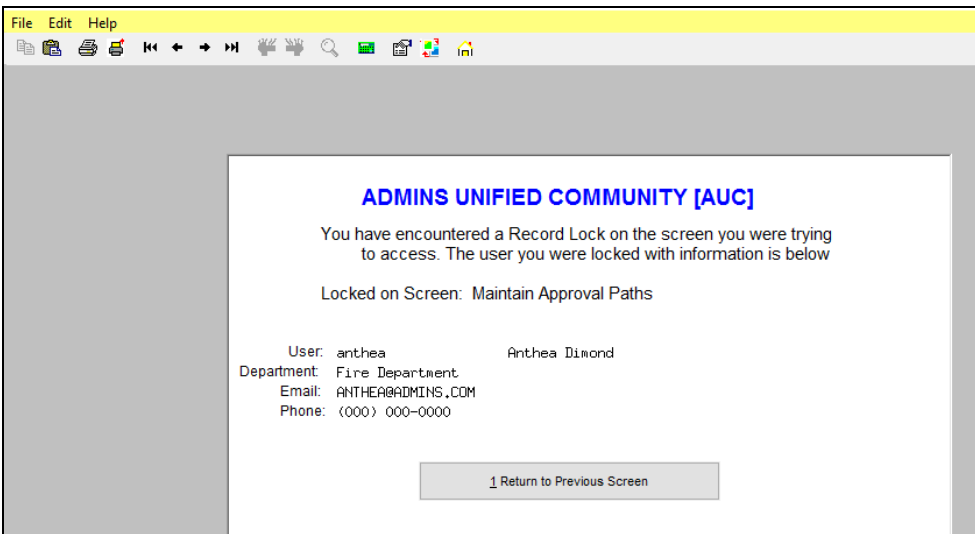 File Edit Help
ADMINS UNIFIED COMMUNITY [AUC]
You have encountered a Record Lock on the screen you were trying
to access. The user you were locked with information is below
Locked on Screen: Maintain Approval Paths
User: anthea Anthea Dimond
Department: Fire Department
Email: ANTHEA@ADMINS.COM
Phone: (000) 000-0000
1 Return to Previous Screen